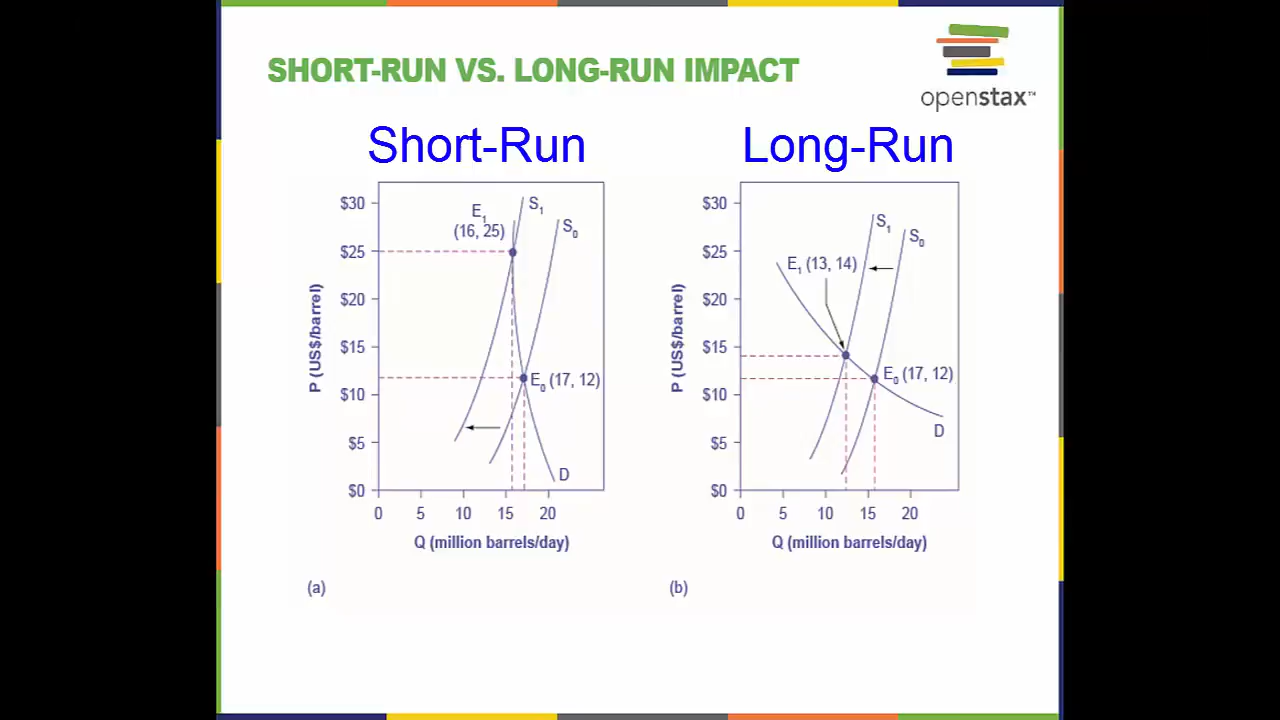 SHORT-RUN VS. LONG-RUN IMPACT
openstax™
Short-Run
P (US$/barrel)
$30
$25
$20
$15
$10
$5
$0
E1
(16, 25)
S1
S0
E0 (17, 12)
D
0 5 10 15 20
Q (million barrels/day)
(a)
Long-Run
P (US$/barrel)
$30
$25
$20
$15
$10
$5
$0
S1
S0
E1 (13, 14)
E0 (17, 12)
D
0 5 10 15 20
Q (million barrels/day)
(b)